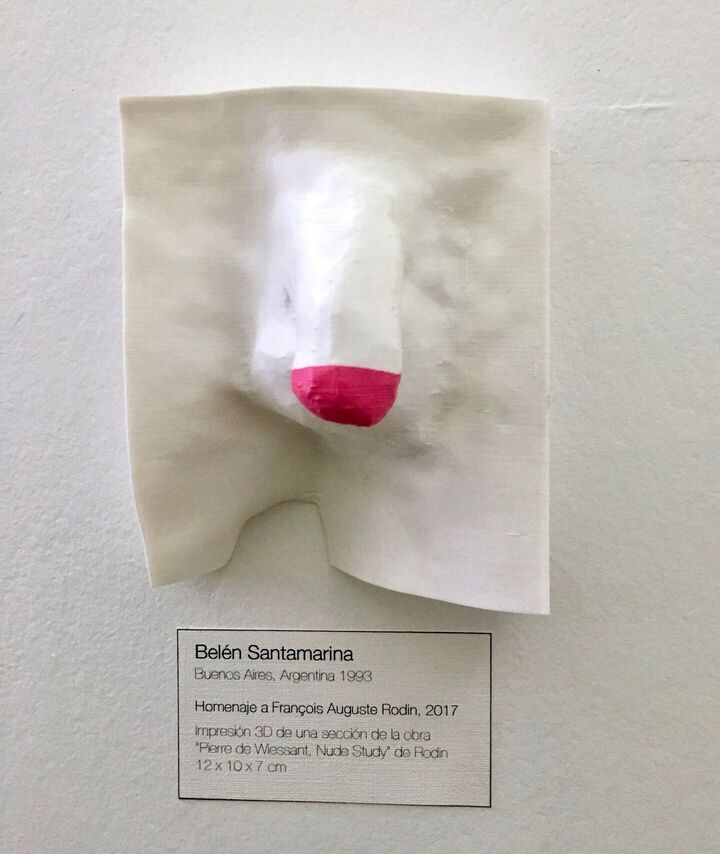 Belén Santamarina
Buenos Aires, Argentina 1993
Homenaje a François Auguste Rodin, 2017
Impresión 3D de una sección de la obra
"Pierre de Wiessant, Nude Study" de Rodin
12 x 10 x 7 cm